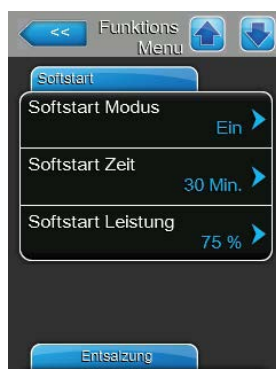 <<
Funktions
Menu
Softstart
Softstart Modus
Ein
Softstart Zeit
30 Min.
Softstart Leistung
75 %
Entsalzung